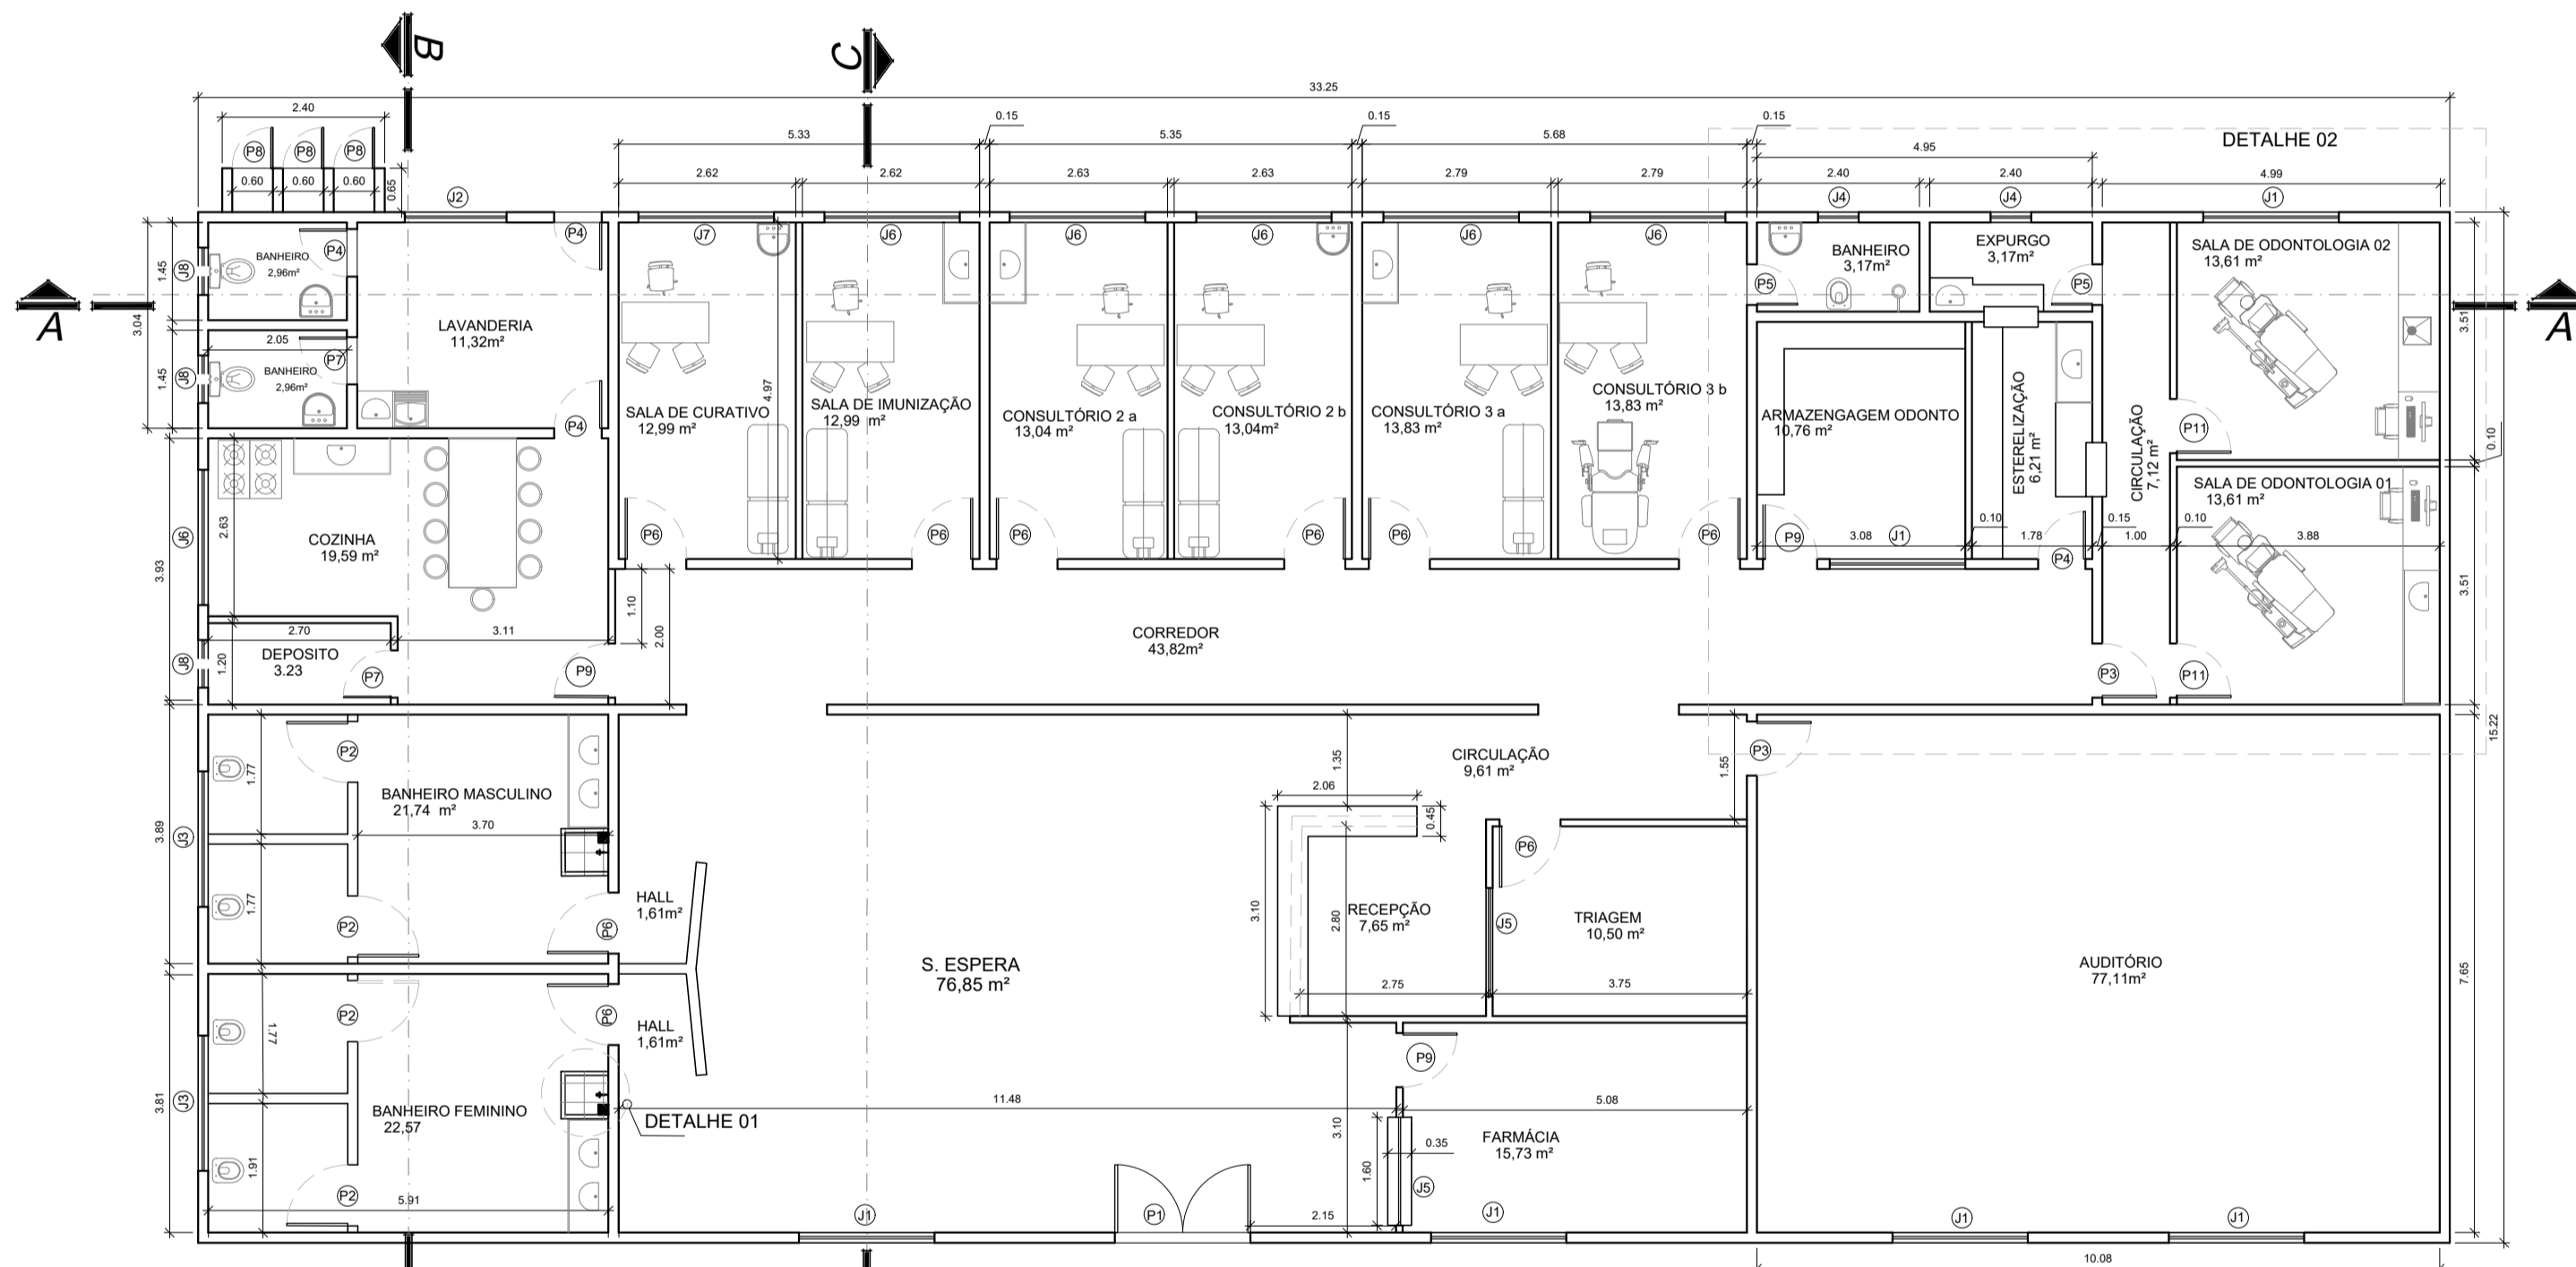 B
C
33.25
2.40
0.15
0.15
0.15
5.33
5.35
5.68
DETALHE 02
4.95
P8
P8
P8
0.60
0.60
0.60
0.65
2.62
2.62
2.63
2.63
2.79
2.79
2.40
2.40
4.99
J2
J4
J4
J1
P4
P4
J7
J6
J6
J6
J6
J6
BANHEIRO
2,96m²
J8
1.45
3.04
BANHEIRO
3,17m²
EXPURGO
3,17m²
SALA DE ODONTOLOGIA 02
13,61 m²
P5
P5
A
A
LAVANDERIA
11,32m²
3.51
2.05
P7
BANHEIRO
2,96m²
J8
1.45
P4
4.97
SALA DE CURATIVO
12,99 m²
SALA DE IMUNIZAÇÃO
12,99 m²
CONSULTÓRIO 2 a
13,04 m²
CONSULTÓRIO 2 b
13,04m²
CONSULTÓRIO 3 a
13,83 m²
CONSULTÓRIO 3 b
13,83 m²
ARMAZENGAGEM ODONTO
10,76 m²
ESTERELIZAÇÃO
6,21 m²
CIRCULAÇÃO
7,12 m²
P11
0.10
SALA DE ODONTOLOGIA 01
13,61 m²
2.63
J6
3.93
COZINHA
19,59 m²
P6
P6
P6
P6
P6
P6
P9
3.08
J1
0.10
1.78
P4
0.15
1.00
0.10
3.88
3.51
1.10
2.00
2.70
3.11
DEPOSITO
3.23
J8
1.20
P7
P9
CORREDOR
43,82m²
P3
P11
15.22
P2
1.77
BANHEIRO MASCULINO
21,74 m²
3.70
J3
3.89
1.77
P2
P6
HALL
1,61m²
1.35
CIRCULAÇÃO
9,61 m²
1.55
P3
2.06
0.45
P6
3.10
2.80
RECEPÇÃO
7,65 m²
J5
TRIAGEM
10,50 m²
2.75
3.75
S. ESPERA
76,85 m²
AUDITÓRIO
77,11m²
7.65
P2
1.77
P6
HALL
1,61m²
J3
3.81
BANHEIRO FEMININO
22,57
DETALHE 01
11.48
P9
5.08
3.10
FARMÁCIA
15,73 m²
0.35
1.60
J5
1.91
P2
5.91
J1
P1
2.15
J1
J1
J1
10.08